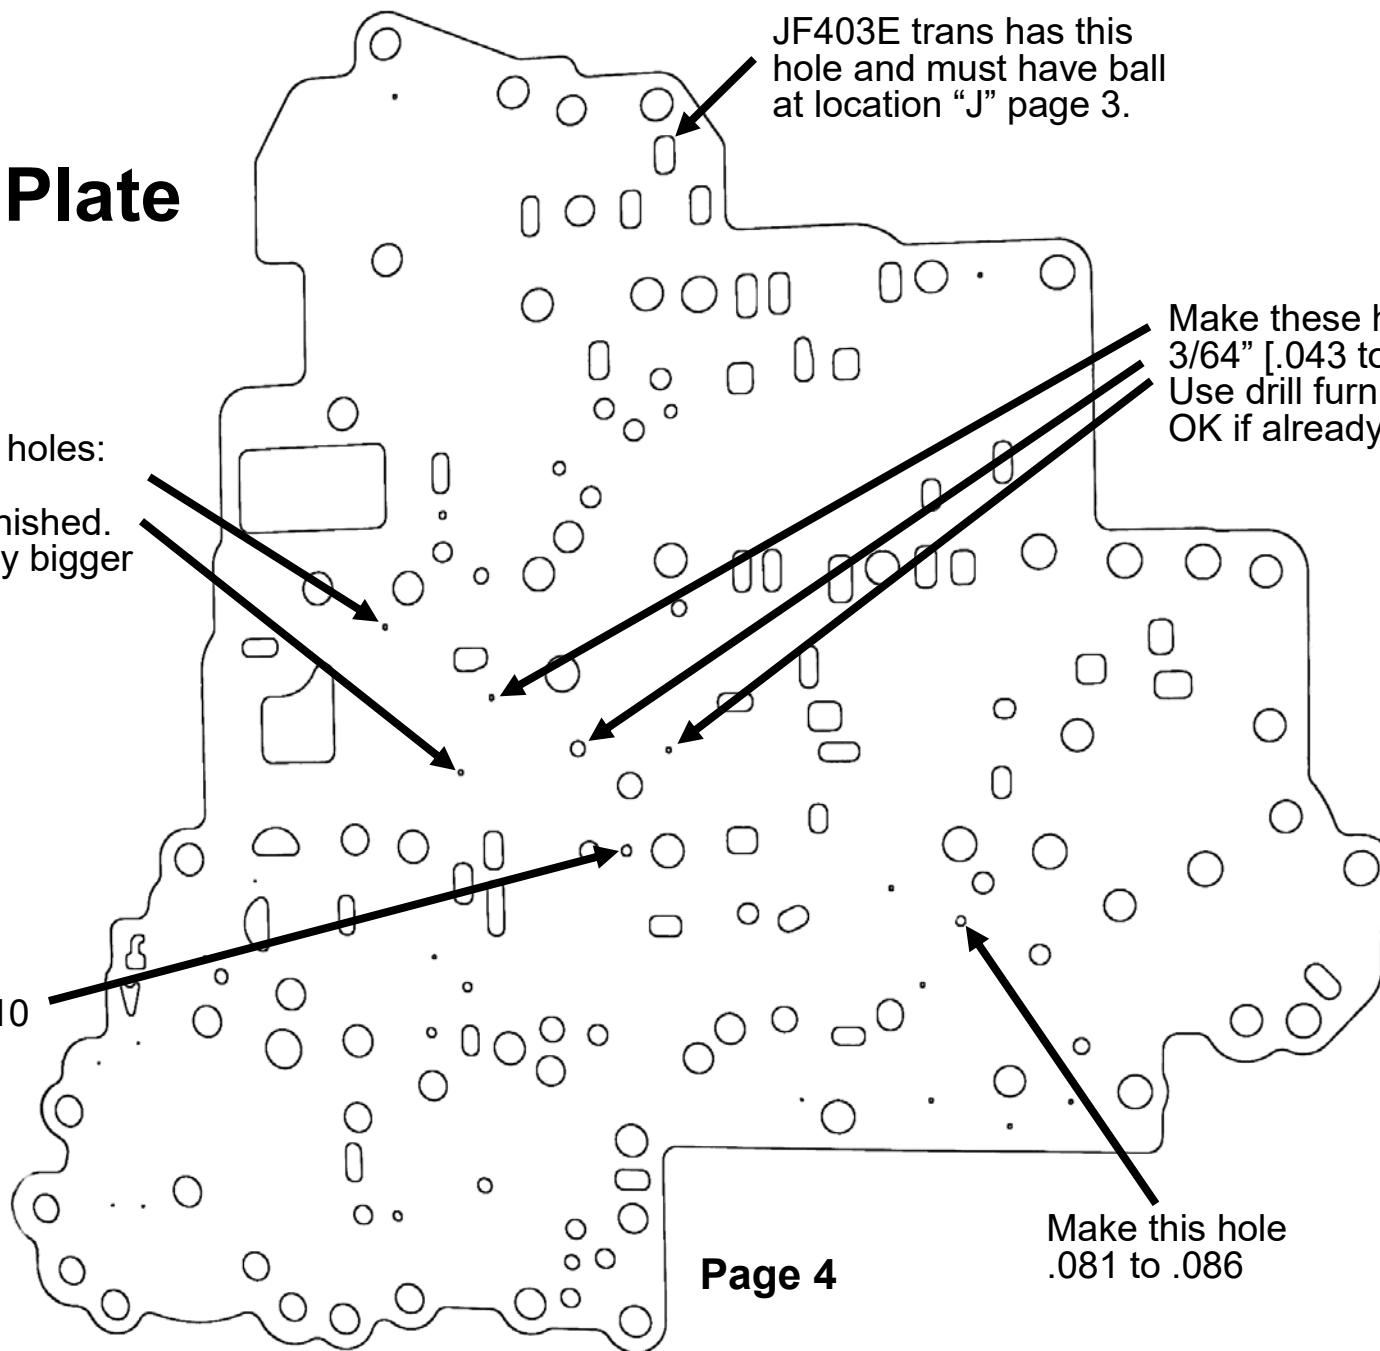 JF403E trans has this
hole and must have ball
at location “J” page 3.
Plate
Make these
3/64” [.043 to
Use drill furn
OK if already
holes:
nished.
y bigger
10
Make this hole
.081 to .086
Page 4